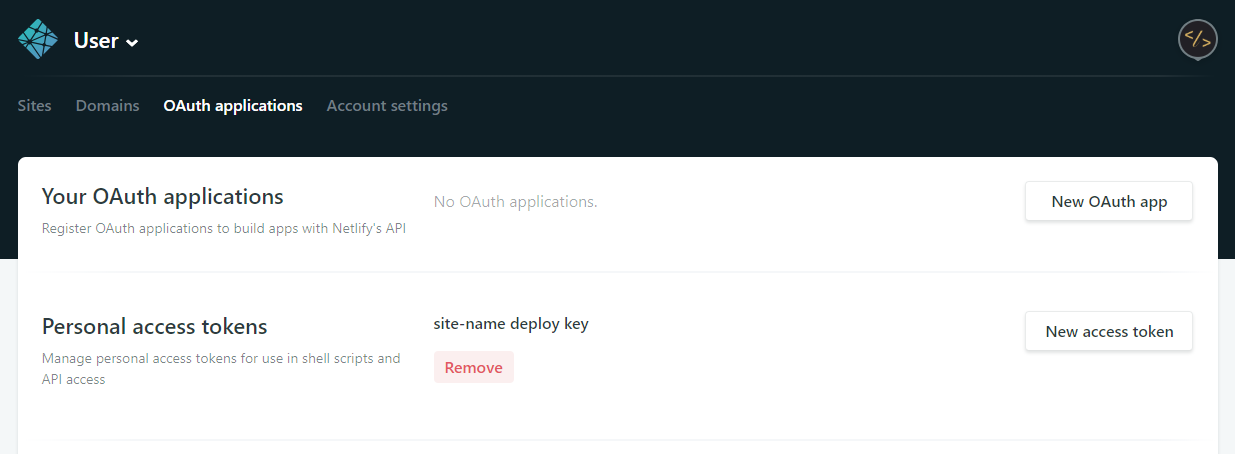 User
Sites Domains OAuth applications Account settings
Your OAuth applications No OAuth applications. New OAuth app
Register OAuth applications to build apps with Netlify's API
Personal access tokens site-name deploy key New access token
Manage personal access tokens for use in shell scripts and
API access
Remove